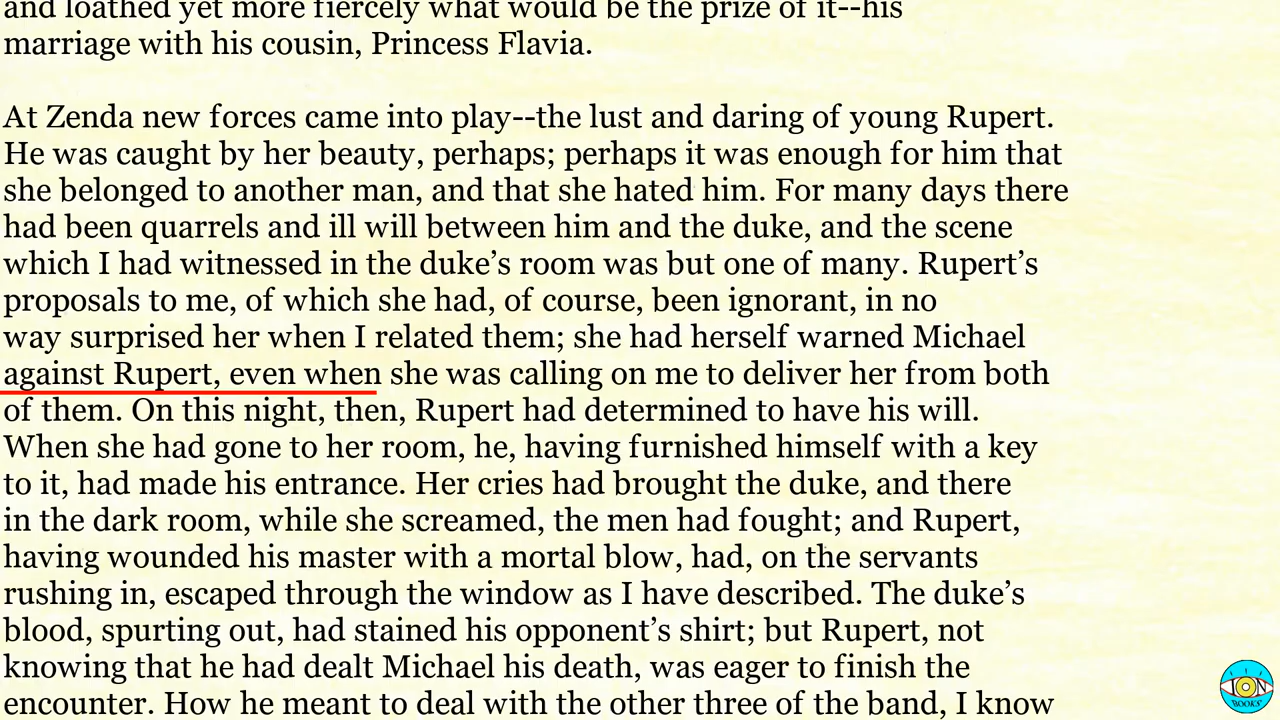 and loathed yet more fiercely what would be the prize of it--his
marriage with his cousin, Princess Flavia.
At Zenda new forces came into play--the lust and daring of young Rupert.
He was caught by her beauty, perhaps; perhaps it was enough for him that
she belonged to another man, and that she hated him. For many days there
had been quarrels and ill will between him and the duke, and the scene
which I had witnessed in the duke’s room was but one of many. Rupert’s
proposals to me, of which she had, of course, been ignorant, in no
way surprised her when I related them; she had herself warned Michael
against Rupert, even when she was calling on me to deliver her from both
of them. On this night, then, Rupert had determined to have his will.
When she had gone to her room, he, having furnished himself with a key
to it, had made his entrance. Her cries had brought the duke, and there
in the dark room, while she screamed, the men had fought; and Rupert,
having wounded his master with a mortal blow, had, on the servants
rushing in, escaped through the window as I have described. The duke’s
blood, spurting out, had stained his opponent’s shirt; but Rupert, not
knowing that he had dealt Michael his death, was eager to finish the
encounter. How he meant to deal with the other three of the band, I know
ION
BOOKS